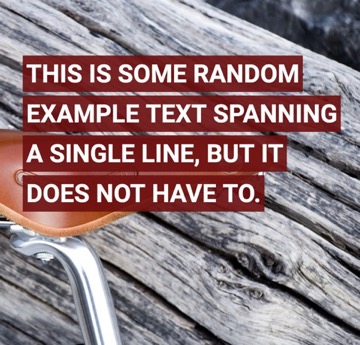 THIS IS SOME RANDOM
EXAMPLE TEXT SPANNING
A SINGLE LINE, BUT IT
DOES NOT HAVE TO.